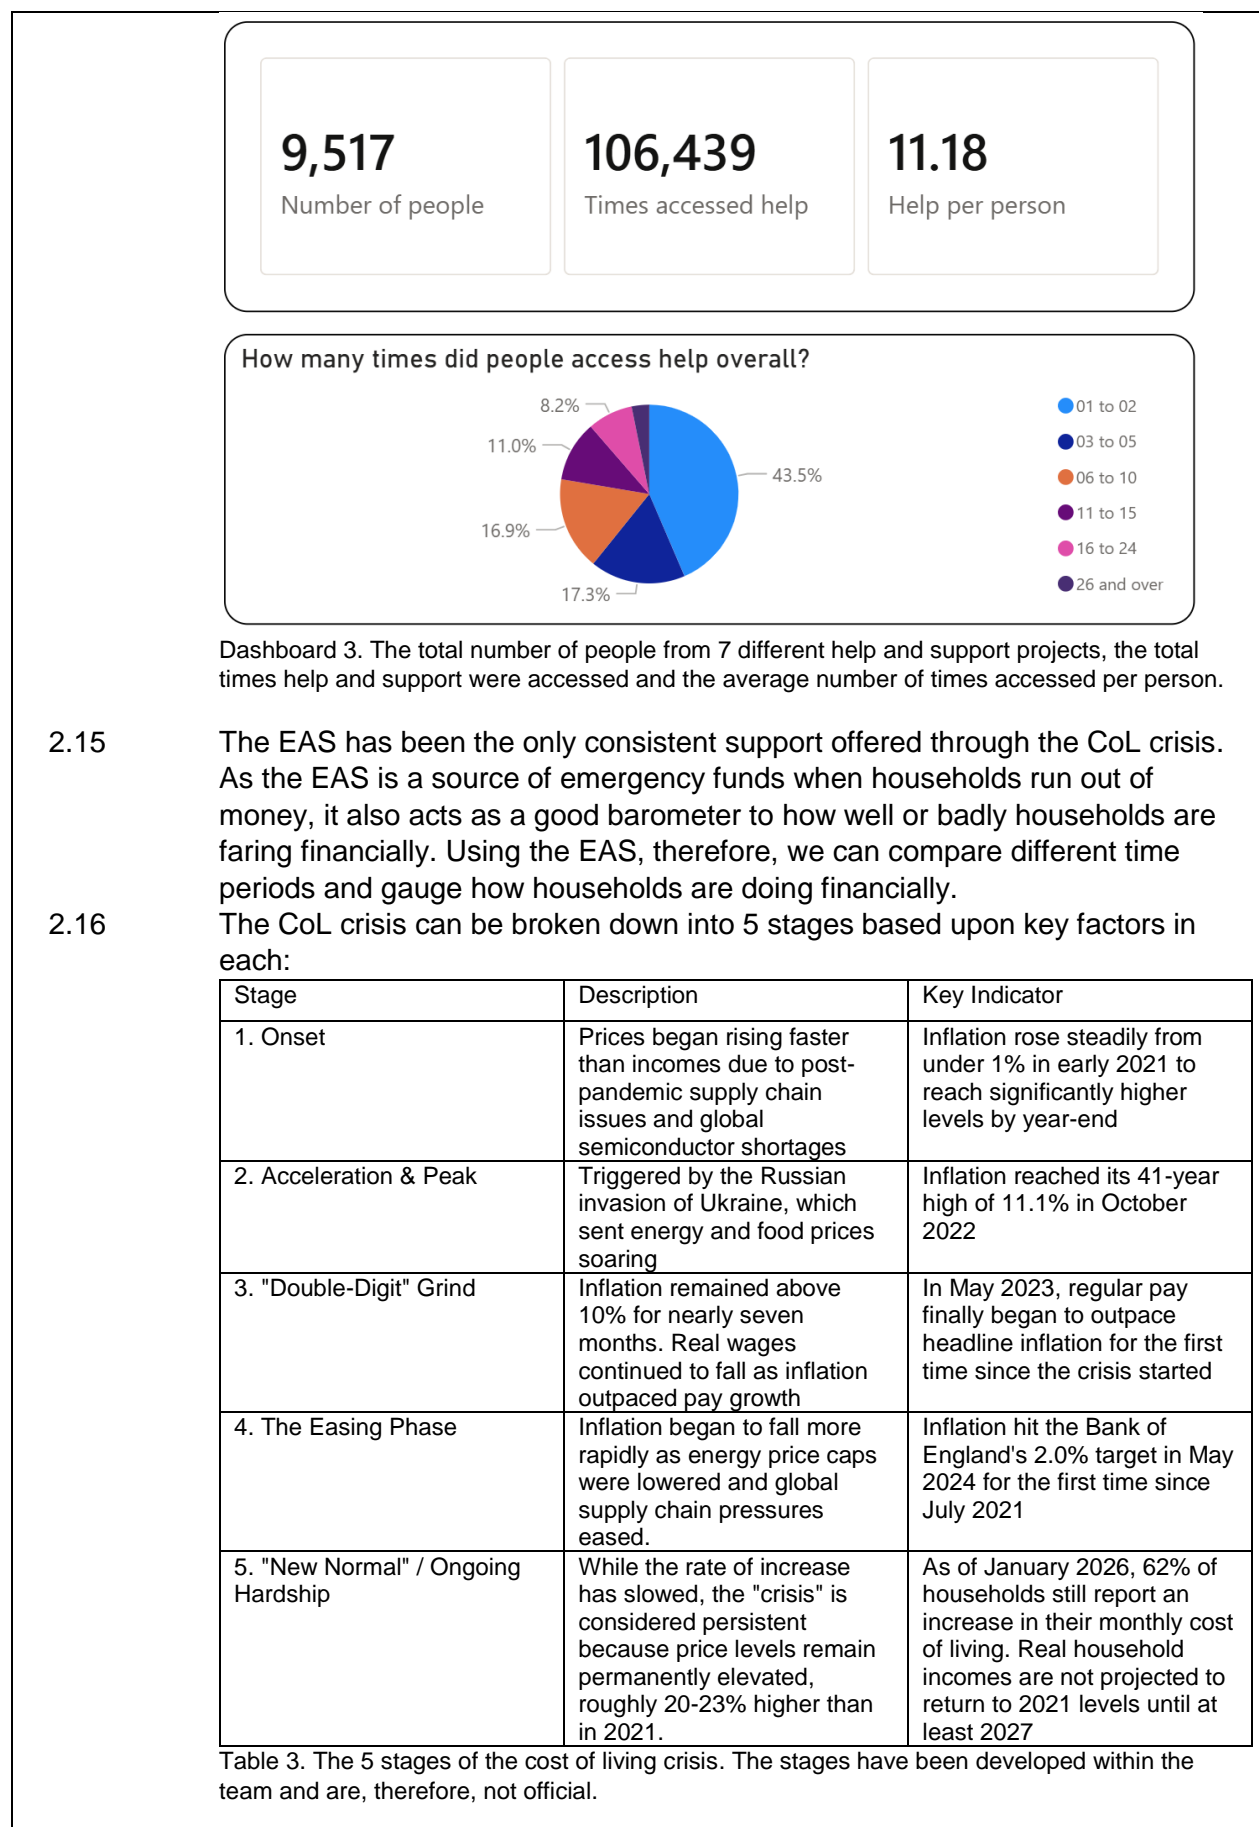 9,517
Number of people
106,439
Times accessed help
11.18
Help per person
How many times did people access help overall?
8.2%
11.0%
16.9%
17.3%
43.5%
01 to 02
03 to 05
06 to 10
11 to 15
16 to 24
26 and over
Dashboard 3. The total number of people from 7 different help and support projects, the total
times help and support were accessed and the average number of times accessed per person.
2.15 The EAS has been the only consistent support offered through the CoL crisis.
As the EAS is a source of emergency funds when households run out of
money, it also acts as a good barometer to how well or badly households are
faring financially. Using the EAS, therefore, we can compare different time
periods and gauge how households are doing financially.
2.16 The CoL crisis can be broken down into 5 stages based upon key factors in
each:
Stage
Description
Key Indicator
1. Onset
Prices began rising faster
than incomes due to post-
pandemic supply chain
issues and global
semiconductor shortages
Inflation rose steadily from
under 1% in early 2021 to
reach significantly higher
levels by year-end
2. Acceleration & Peak
Triggered by the Russian
invasion of Ukraine, which
sent energy and food prices
soaring
Inflation reached its 41-year
high of 11.1% in October
2022
3. "Double-Digit" Grind
Inflation remained above
10% for nearly seven
months. Real wages
continued to fall as inflation
outpaced pay growth
In May 2023, regular pay
finally began to outpace
headline inflation for the first
time since the crisis started
4. The Easing Phase
Inflation began to fall more
rapidly as energy price caps
were lowered and global
supply chain pressures
eased.
Inflation hit the Bank of
England's 2.0% target in May
2024 for the first time since
July 2021
5. "New Normal" / Ongoing
Hardship
While the rate of increase
has slowed, the "crisis" is
considered persistent
because price levels remain
permanently elevated,
roughly 20-23% higher than
in 2021.
As of January 2026, 62% of
households still report an
increase in their monthly cost
of living. Real household
incomes are not projected to
return to 2021 levels until at
least 2027
Table 3. The 5 stages of the cost of living crisis. The stages have been developed within the
team and are, therefore, not official.